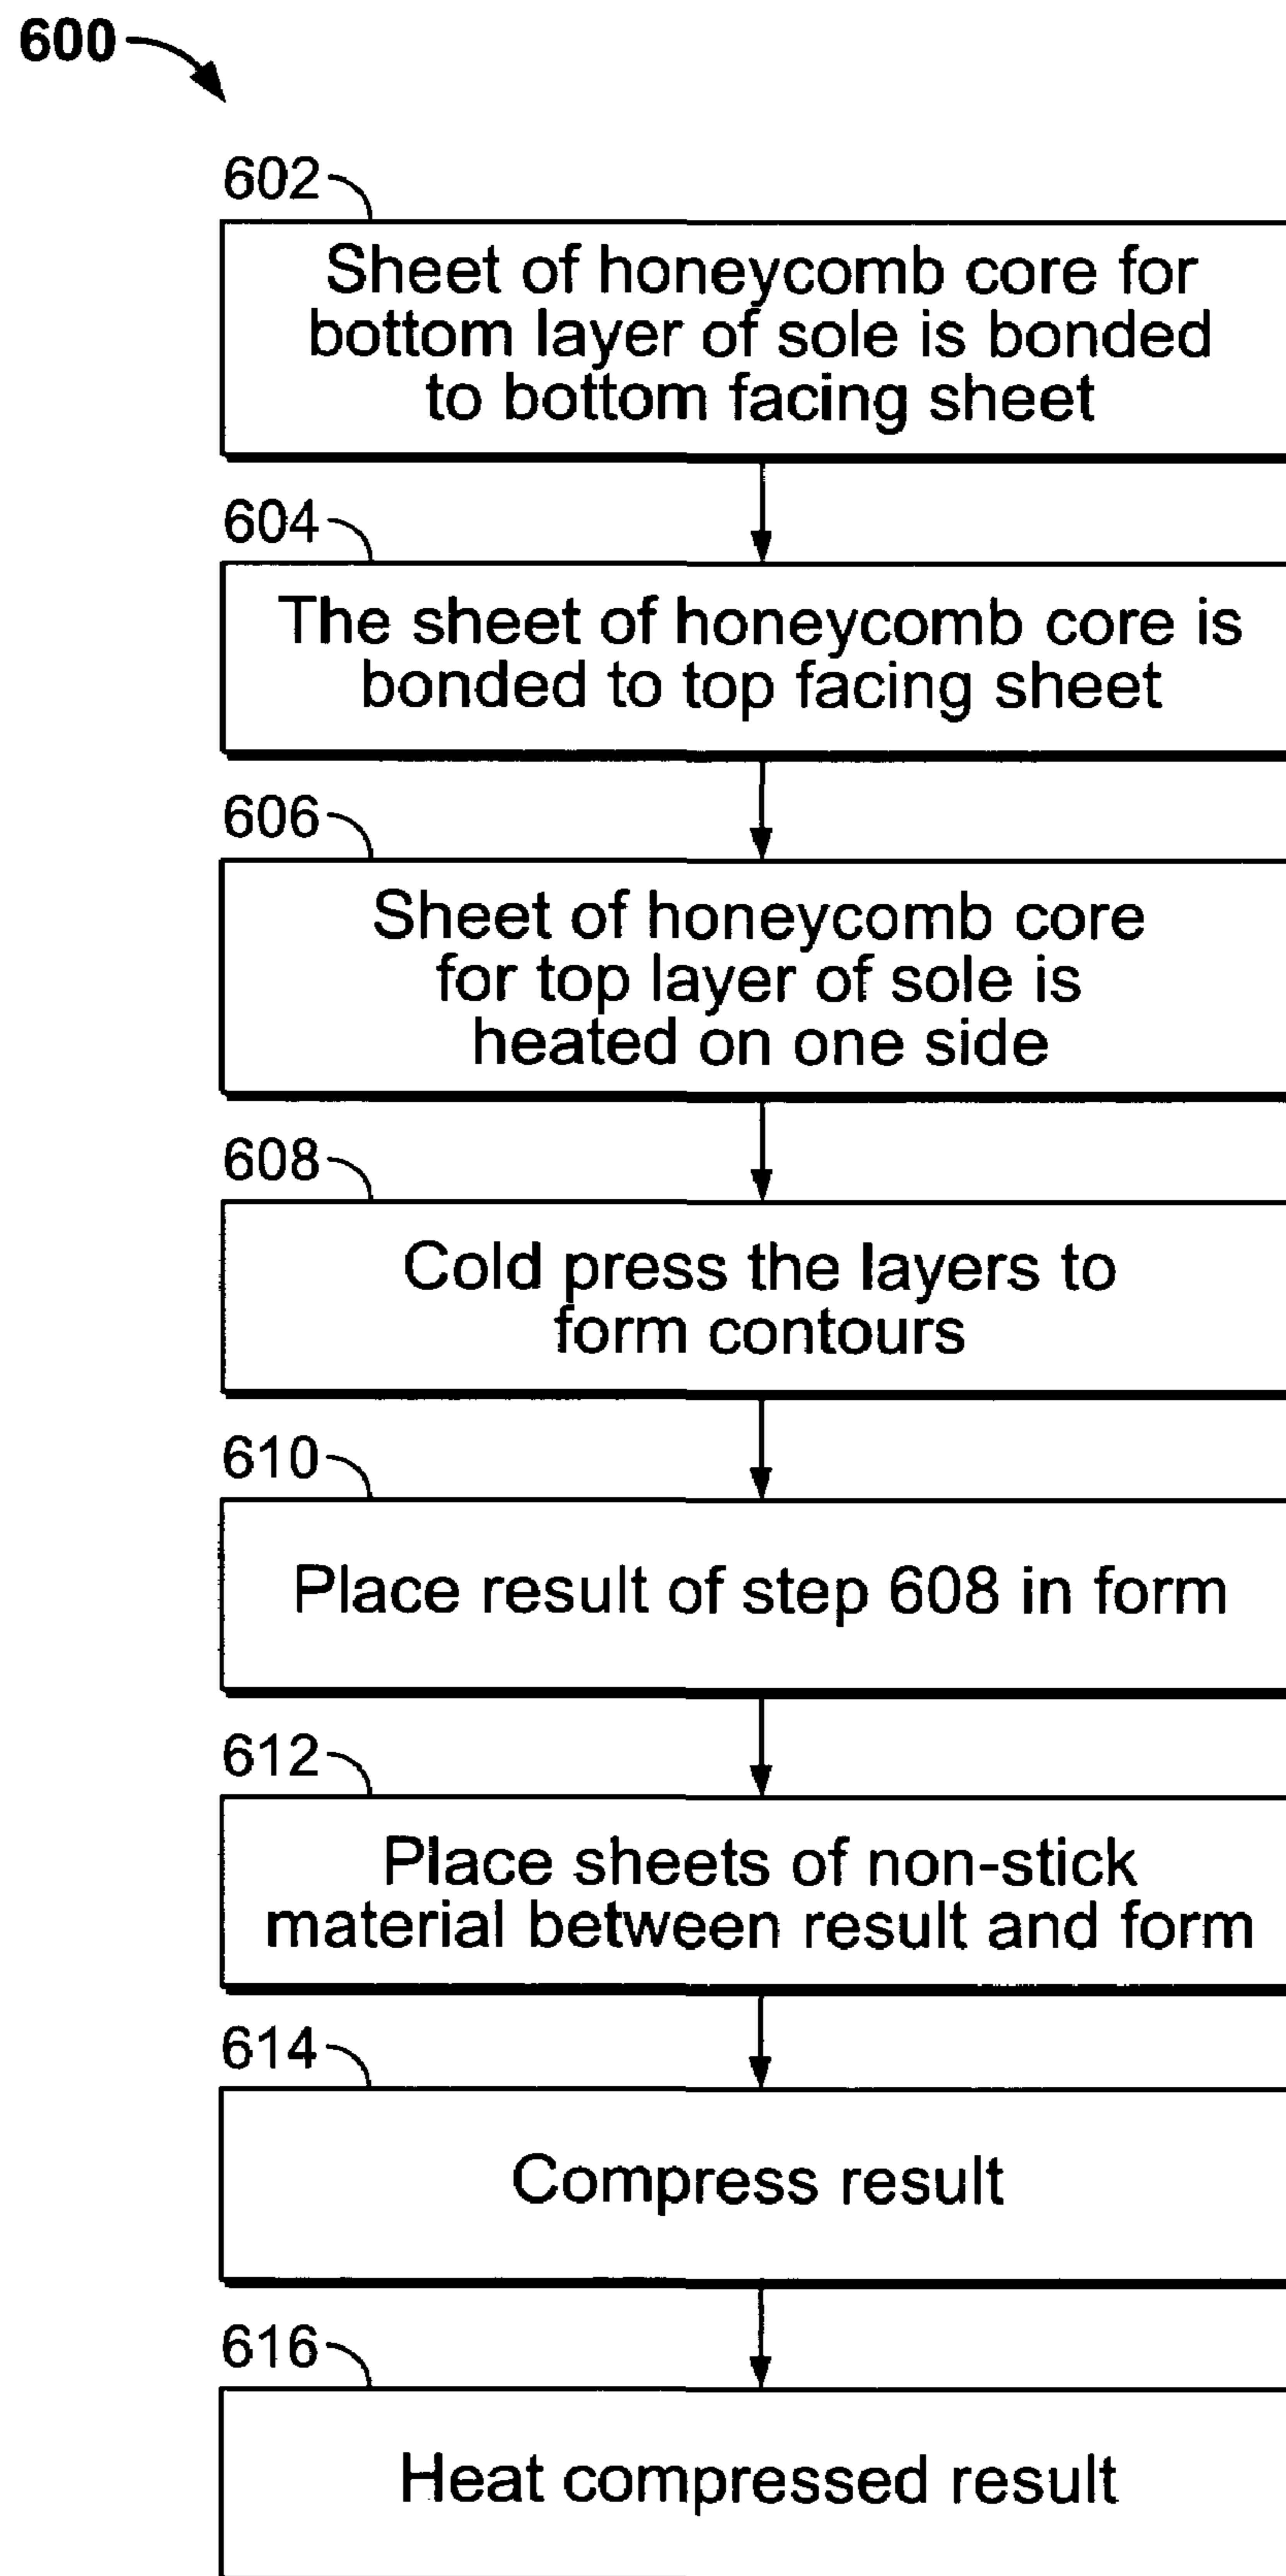 600
602
Sheet of honeycomb core for
bottom layer of sole is bonded
to bottom facing sheet
604
The sheet of honeycomb core is
bonded to top facing sheet
606
Sheet of honeycomb core
for top layer of sole is
heated on one side
608
Cold press the layers to
form contours
610
Place result of step 608 in form
612
Place sheets of non-stick
material between result and form
614
Compress result
616
Heat compressed result